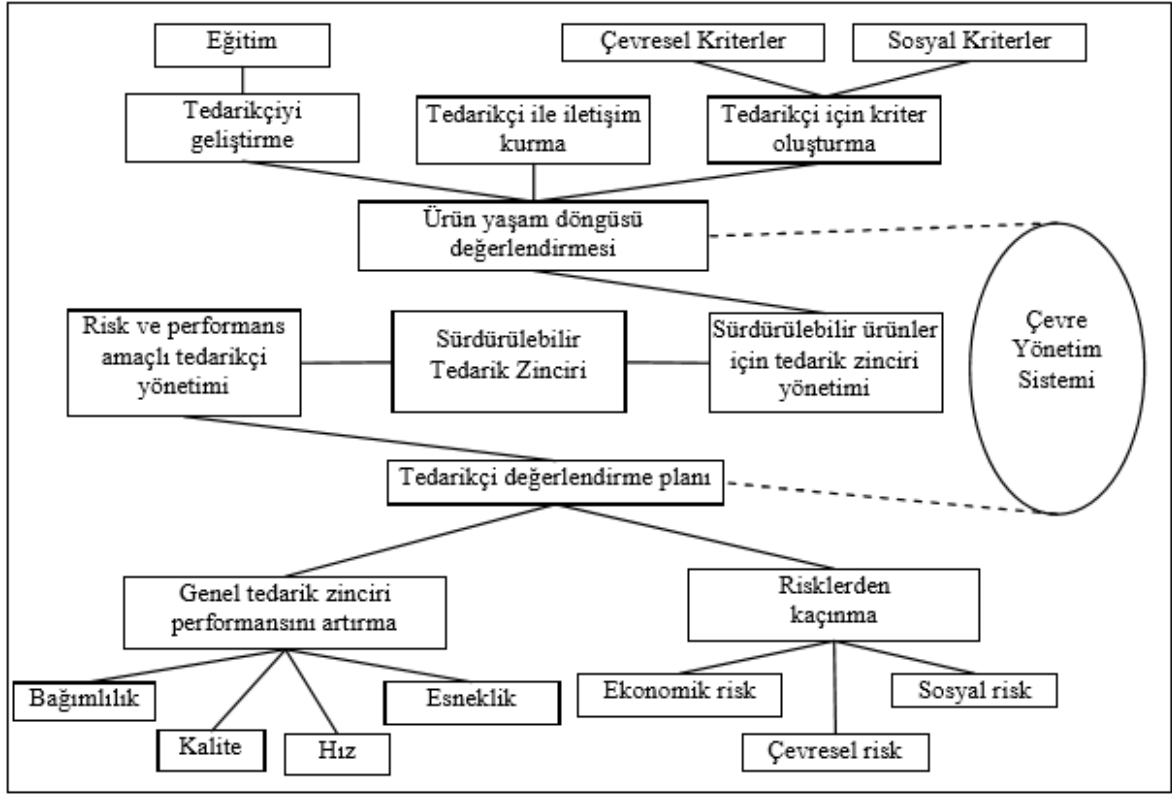 Eğitim
Çevresel Kriterler
Sosyal Kriterler
Tedarikçiyi
geliştirme
Tedarikçi ile iletişim
kurma
Tedarikçi için kriter
oluşturma
Ürün yaşam döngüsü
değerlendirmesi
Risk ve performans
amaçlı tedarikçi
yönetimi
Sürdürülebilir
Tedarik Zinciri
Sürdürülebilir ürünler
için tedarik zinciri
yönetimi
Çevre
Yönetim
Sistemi
Tedarikçi değerlendirme planı
Genel tedarik zinciri
performansını artırma
Risklerden
kaçınma
Bağımlılık
Kalite
Hız
Esneklik
Ekonomik risk
Çevresel risk
Sosyal risk